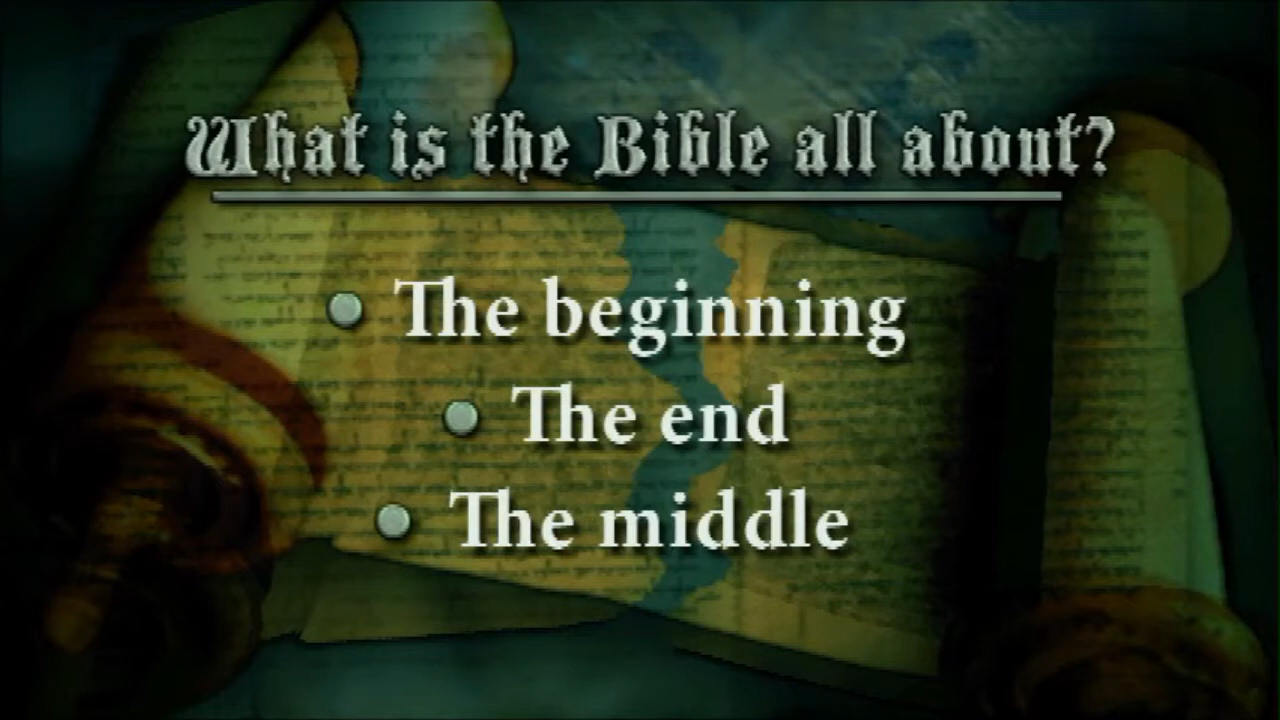 What is the Bible all about?
• The beginning
• The end
• The middle